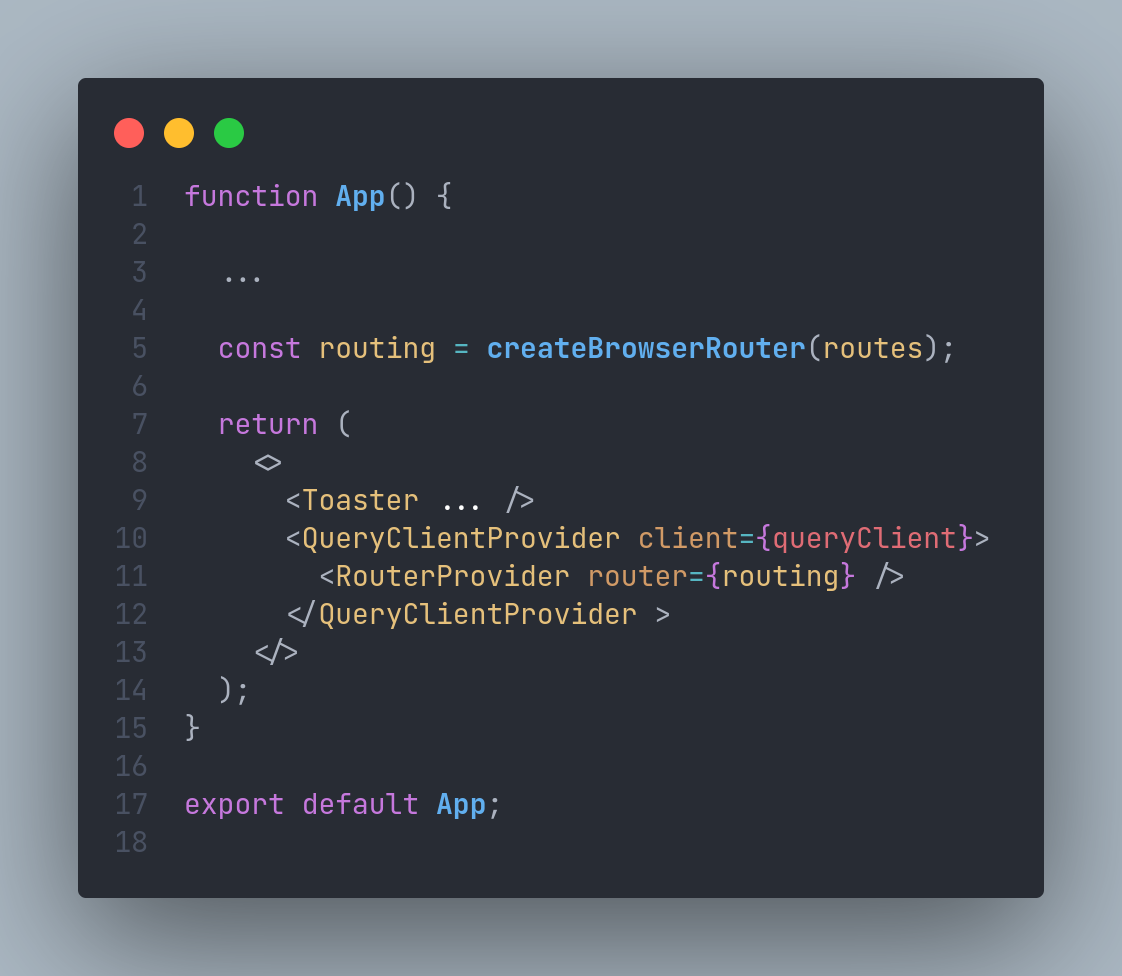 1 function App() {
2
3   ...
4
5   const routing = createBrowserRouter(routes);
6
7   return (
8     <>
9       <Toaster ... />
10       <QueryClientProvider client={queryClient}>
11         <RouterProvider router={routing} />
12       </QueryClientProvider >
13     </>
14   );
15 }
16
17 export default App;
18